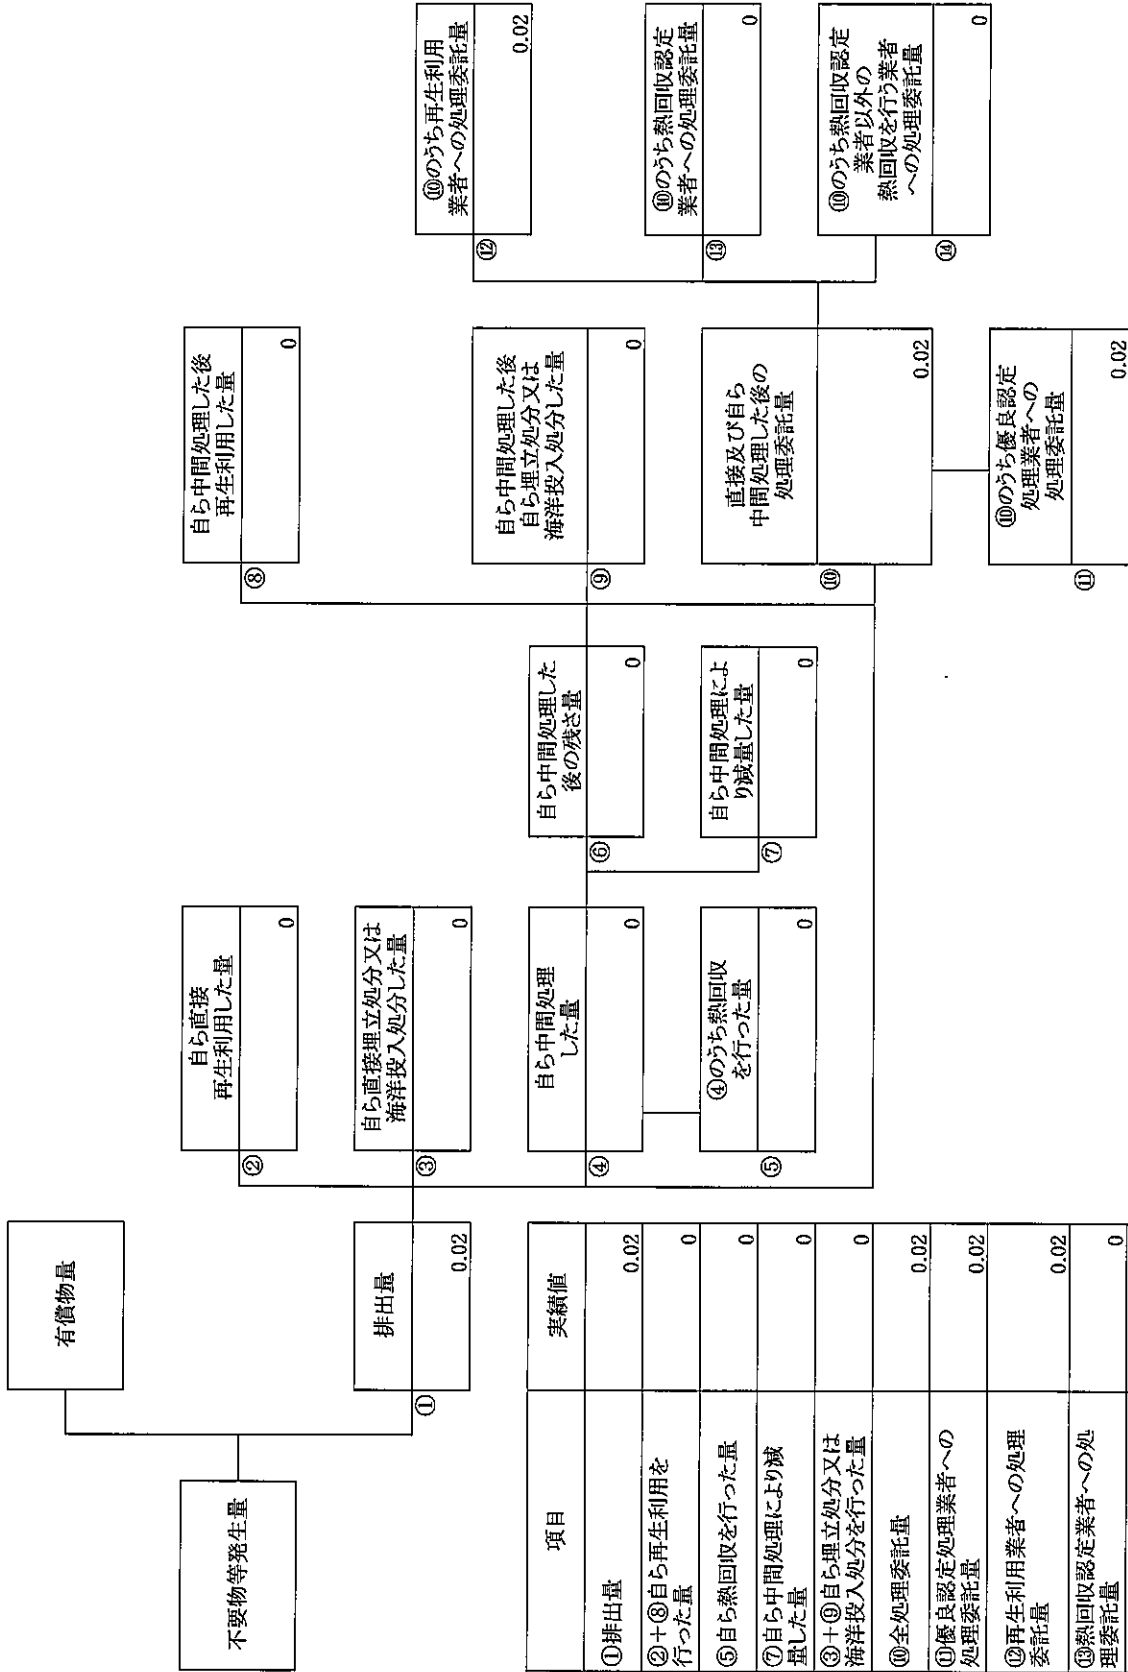 不要物等発生量
有償物量
①
排出量
0.02
②
自ら直接
再生利用した量
0
③
自ら直接埋立処分又は
海洋投入処分した量
0
④
自ら中間処理
した量
0
⑤
④のうち熱回収
を行った量
0
⑥
自ら中間処理した
後の残さ量
0
⑦
自ら中間処理によ
り減量した量
0
⑧
自ら中間処理した後
再生利用した量
0
⑨
自ら中間処理した後
自ら埋立処分又は
海洋投入処分した量
0
⑩
直接及び自ら
中間処理した後の
処理委託量
0.02
⑪
⑩のうち優良認定
処理業者への
処理委託量
0.02
⑫
⑩のうち再生利用
業者への処理委託量
0.02
⑬
⑩のうち熱回収認定
業者への処理委託量
0
⑭
⑩のうち熱回収認定
業者以外の
熱回収を行う業者
への処理委託量
0
項目 実績値
①排出量 0.02
②+⑧自ら再生利用を
行った量 0
⑤自ら熱回収を行った量 0
⑦自ら中間処理により減
量した量 0
③+⑨自ら埋立処分又は
海洋投入処分を行った量 0
⑩全処理委託量 0.02
⑪優良認定処理業者への
処理委託量 0.02
⑫再生利用業者への処理
委託量 0.02
⑬熱回収認定業者への処
理委託量 0